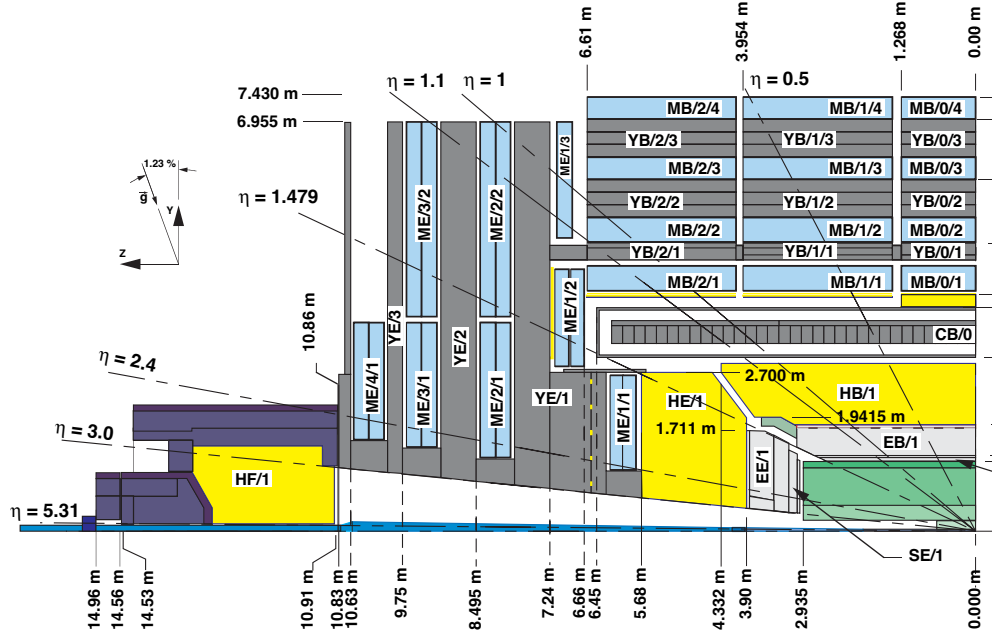 6.61 m
3.954 m
1.268 m
0.00 m
η = 1.1
η = 1
η = 0.5
7.430 m
6.955 m
MB/2/4
MB/1/4
MB/0/4
YB/2/3
YB/1/3
YB/0/3
ME/1/3
1.23 %
g
Y
Z
MB/2/3
MB/1/3
MB/0/3
η = 1.479
ME/3/2
ME/2/2
YB/2/2
YB/1/2
YB/0/2
MB/2/2
MB/1/2
MB/0/2
YB/2/1
YB/1/1
YB/0/1
MB/2/1
MB/1/1
MB/0/1
ME/1/2
10.86 m
YE/3
YE/2
CB/0
η = 2.4
ME/4/1
ME/3/1
ME/2/1
YE/1
ME/1/1
HE/1
2.700 m
HB/1
1.9415 m
1.711 m
EB/1
η = 3.0
HF/1
EE/1
η = 5.31
SE/1
14.96 m
14.56 m
14.53 m
10.91 m
10.83 m
10.63 m
9.75 m
8.495 m
7.24 m
6.66 m
6.45 m
5.68 m
4.332 m
3.90 m
2.935 m
0.000 m